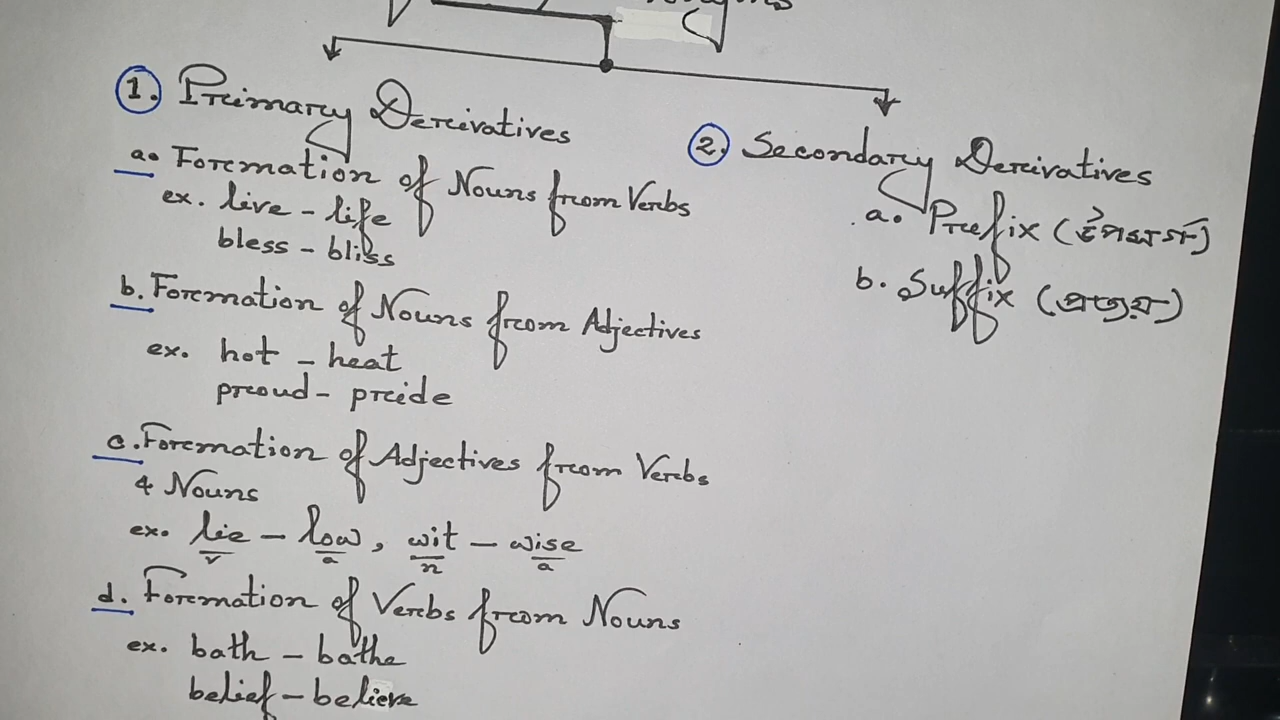 1. Primary Derivatives
a. Formation of Nouns from Verbs
ex. live - life
bless - bliss
b. Formation of Nouns from Adjectives
ex. hot - heat
proud - pride
c. Formation of Adjectives from Verbs
& Nouns
ex. lie - low, wit - wise
v a n a
d. Formation of Verbs from Nouns
ex. bath - bathe
belief - believe
2. Secondary Derivatives
a. Prefix (উপসর্গ)
b. Suffix (প্রত্যয়)